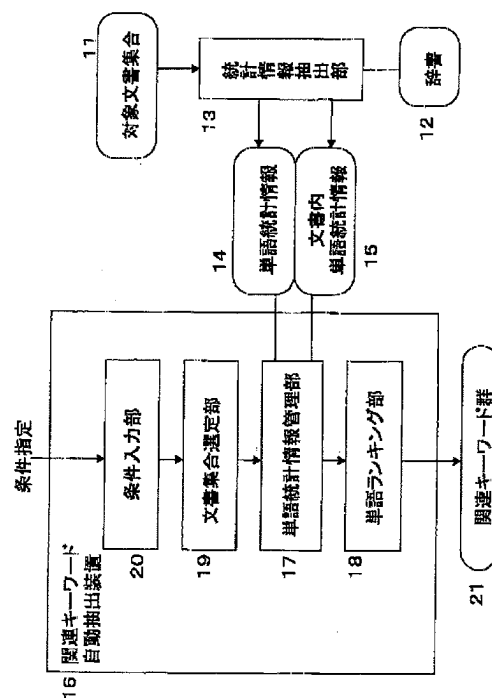 条件指定
16
関連キーワード
自動抽出装置
条件入力部
20
文書集合選定部
19
単語統計情報管理部
17
単語ランキング部
18
関連キーワード群
21
14
単語統計情報
文書内
単語統計情報
15
11
対象文書集合
13
統計情報抽出部
辞書
12